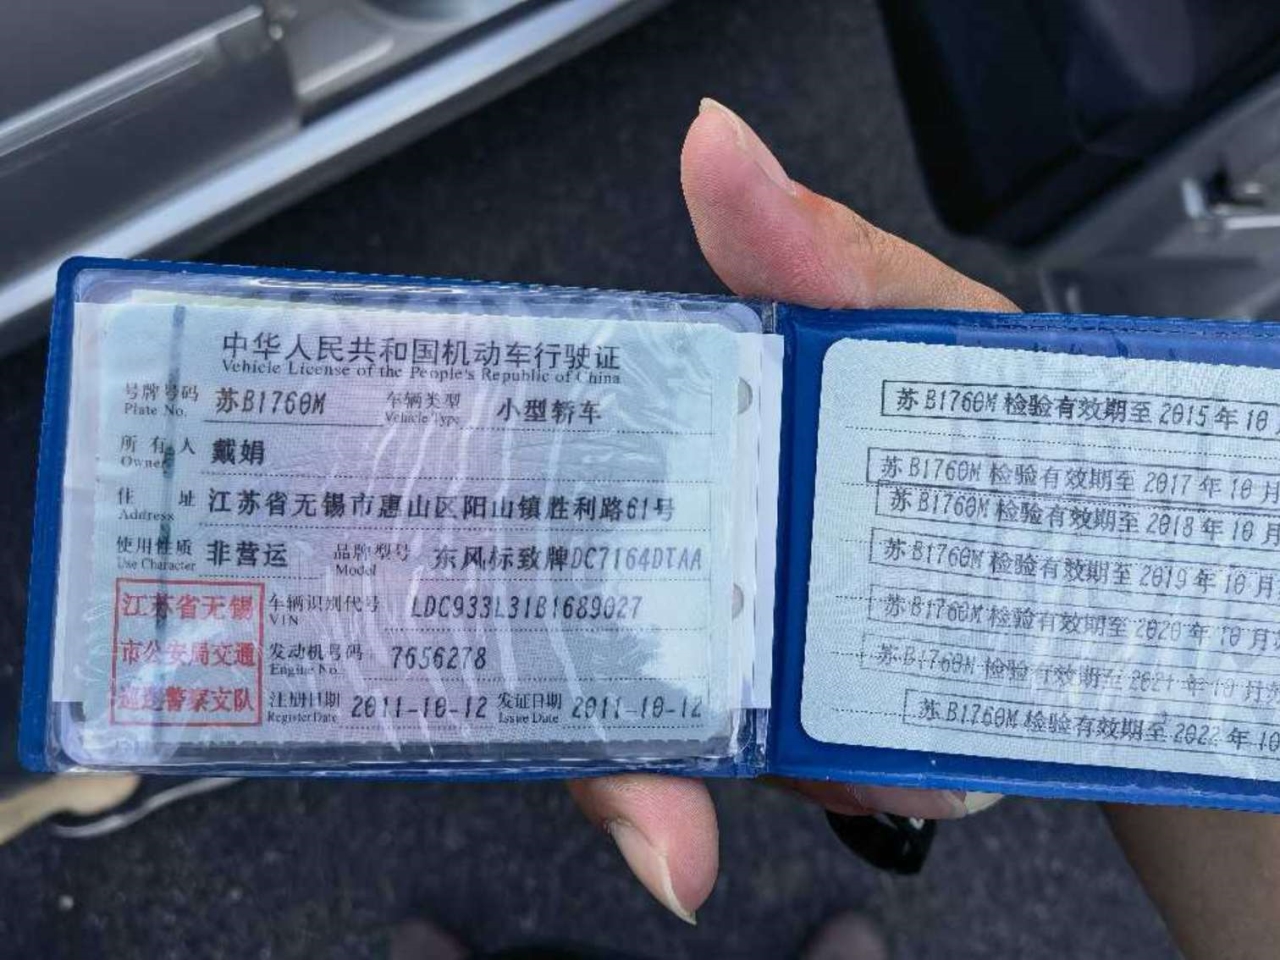 中华人民共和国机动车行驶证
Vehicle License of the People's Republic of China
号牌号码 苏B1760M 车辆类型 小型轿车
Plate No. Vehicle Type
所有人 戴娟
Owner
住址 江苏省无锡市惠山区阳山镇胜利路61号
Address
使用性质 非营运 品牌型号 东风标致牌DC7164DTAA
Use Character Model
江苏省无锡
市公安局交通
巡逻警察支队
车辆识别代号 LDC933L31B1689027
VIN
发动机号码 7656278
Engine No.
注册日期 2011-10-12 发证日期 2011-10-12
Register Date Issue Date
苏B1760M 检验有效期至 2015 年 10
苏B1760M 检验有效期至 2017 年 10 月
苏B1760M 检验有效期至 2018 年 10 月
苏B1760M 检验有效期至 2019 年 10 月
苏B1760M 检验有效期至 2020 年 10 月
苏B1760M 检验有效期至 2021 年 10 月
苏B1760M 检验有效期至 2022 年 10